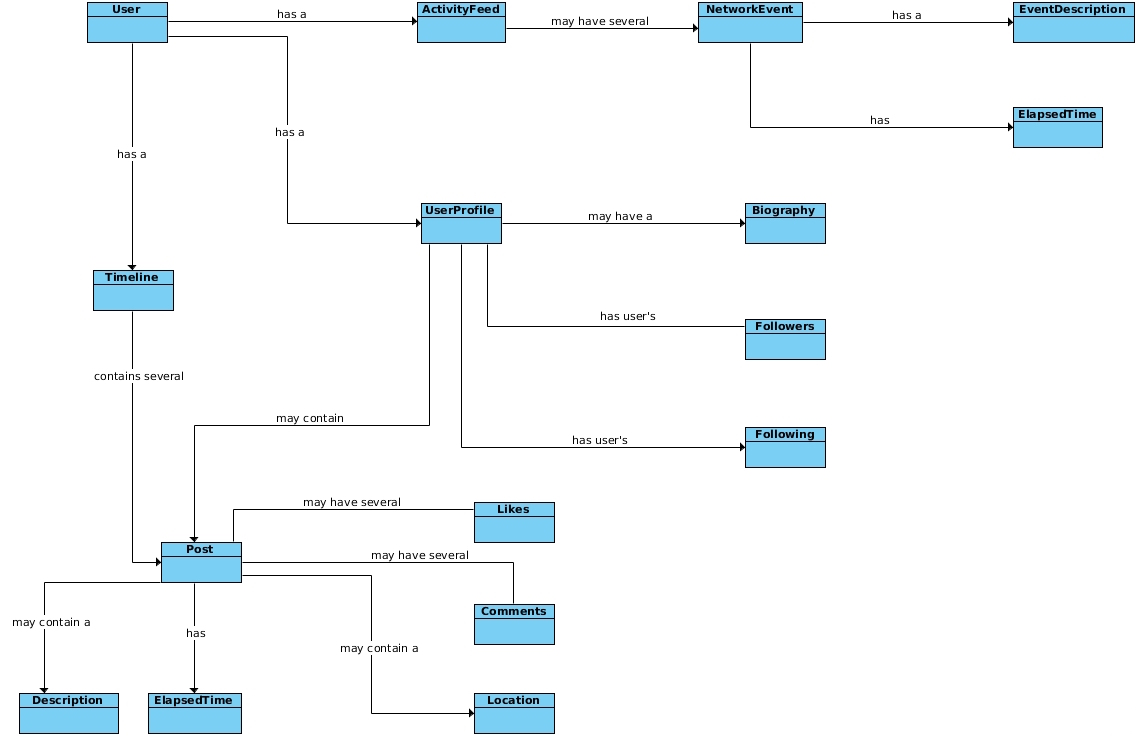 User
has a
ActivityFeed
may have several
NetworkEvent
has a
EventDescription
has a
has a
has
ElapsedTime
UserProfile
may have a
Biography
Timeline
has user's
Followers
contains several
may contain
has user's
Following
may have several
Likes
Post
may have several
Comments
may contain a
has
may contain a
Description
ElapsedTime
Location